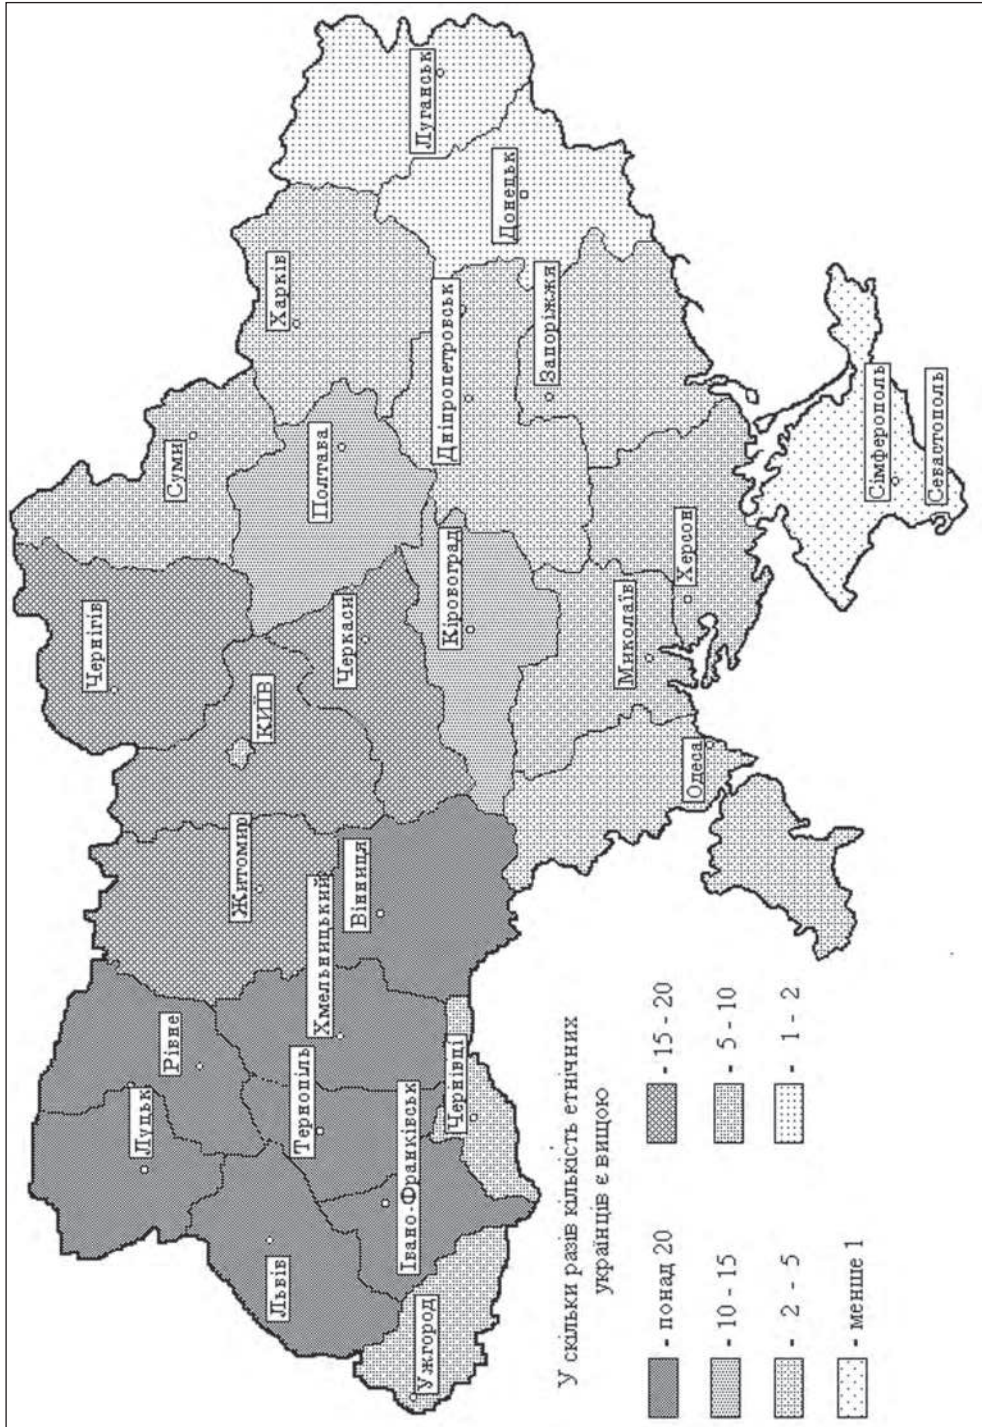 Луцьк
Рівне
Львів
Тернопіль
Хмельницький
Івано-Франківськ
Ужгород
Чернівці
Житомир
Вінниця
КИЇВ
Чернігів
Черкаси
Суми
Полтава
Харків
Кіровоград
Дніпропетровськ
Луганськ
Донецьк
Запоріжжя
Одеса
Миколаїв
Херсон
Сімферополь
Севастополь
У скільки разів кількість етнічних
українців є вищою
- понад 20
- 15 - 20
- 10 - 15
- 5 - 10
- 2 - 5
- 1 - 2
- менше 1